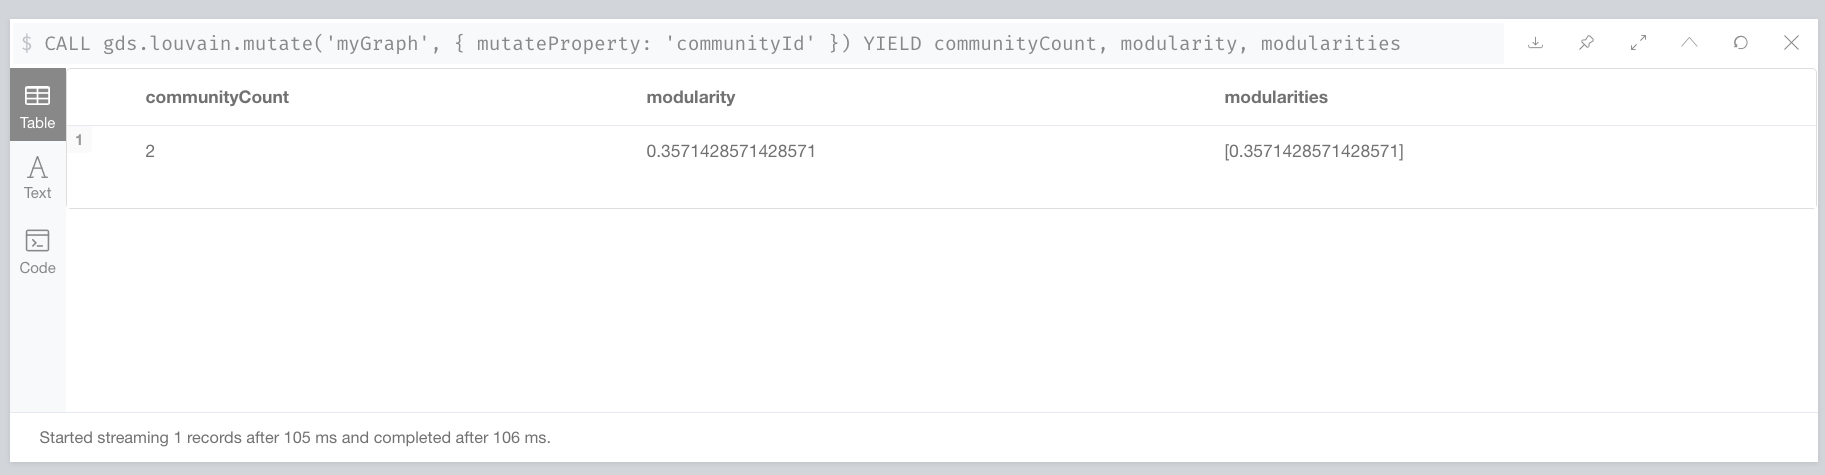 $ CALL gds.louvain.mutate('myGraph', { mutateProperty: 'communityId' }) YIELD communityCount, modularity, modularities
Table
communityCount modularity modularities
1
2 0.3571428571428571 [0.3571428571428571]
A
Text
Code
Started streaming 1 records after 105 ms and completed after 106 ms.